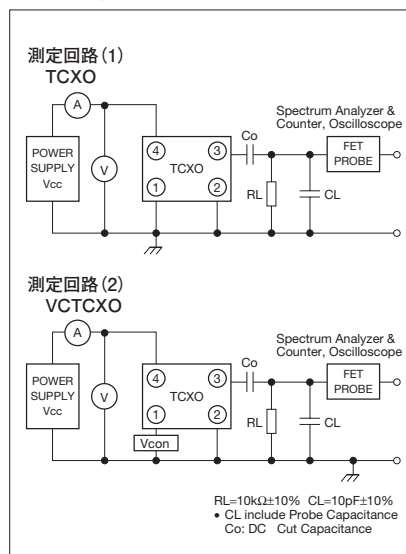 測定回路(1)
TCXO
A
POWER
SUPPLY
Vcc
V
4
3
TCXO
1
2
Co
RL
CL
Spectrum Analyzer &
Counter, Oscilloscope
FET
PROBE
測定回路(2)
VCTCXO
A
POWER
SUPPLY
Vcc
V
4
3
TCXO
1
2
Vcon
Co
RL
CL
Spectrum Analyzer &
Counter, Oscilloscope
FET
PROBE
RL=10kΩ±10% CL=10pF±10%
• CL include Probe Capacitance
Co: DC Cut Capacitance